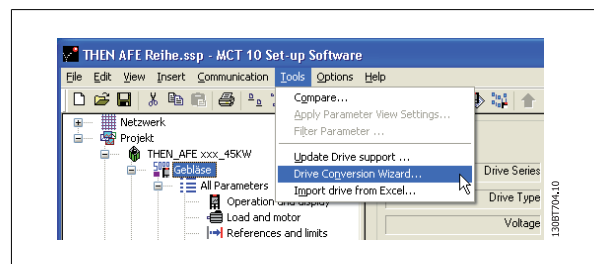 THEN AFE Reihe.ssp - MCT 10 Set-up Software
File Edit View Insert Communication Tools Options Help
Compare...
Apply Parameter View Settings...
Filter Parameter ...
Update Drive support ...
Drive Conversion Wizard...
Import drive from Excel...
Netzwerk
Projekt
THEN_AFE xxx_45KW
Gebläse
All Parameters
Operation and display
Load and motor
References and limits
Drive Series
Drive Type
Voltage
130BT704.10